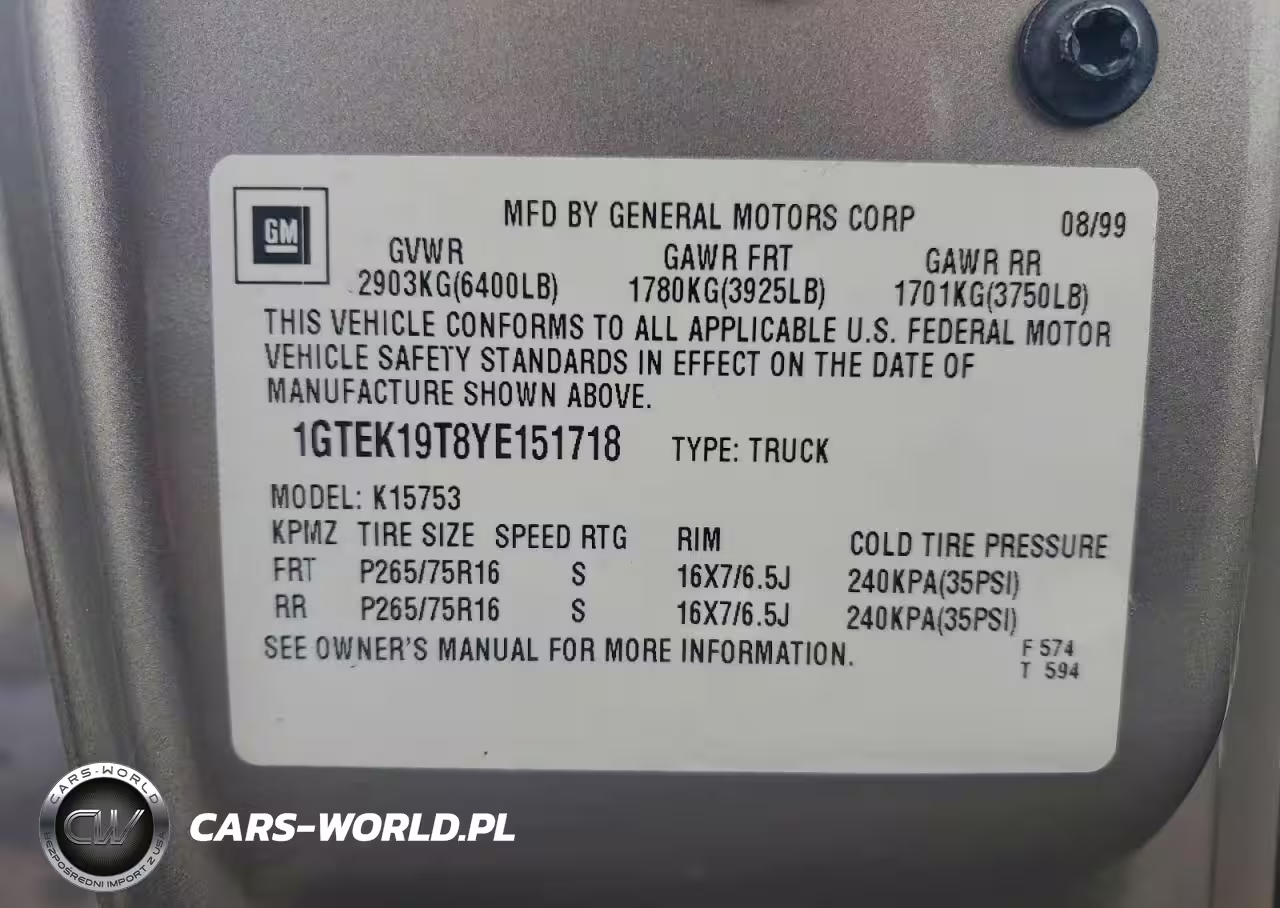 GM
MFD BY GENERAL MOTORS CORP 08/99
GVWR GAWR FRT GAWR RR
2903KG(6400LB) 1780KG(3925LB) 1701KG(3750LB)
THIS VEHICLE CONFORMS TO ALL APPLICABLE U.S. FEDERAL MOTOR
VEHICLE SAFETY STANDARDS IN EFFECT ON THE DATE OF
MANUFACTURE SHOWN ABOVE.
1GTEK19T8YE151718 TYPE: TRUCK
MODEL: K15753
KPMZ TIRE SIZE SPEED RTG RIM COLD TIRE PRESSURE
FRT P265/75R16 S 16X7/6.5J 240KPA(35PSI)
RR P265/75R16 S 16X7/6.5J 240KPA(35PSI)
SEE OWNER'S MANUAL FOR MORE INFORMATION. F 574
T 594
CARS-WORLD
CW
BEZPOŚREDNI IMPORT Z USA
CARS-WORLD.PL